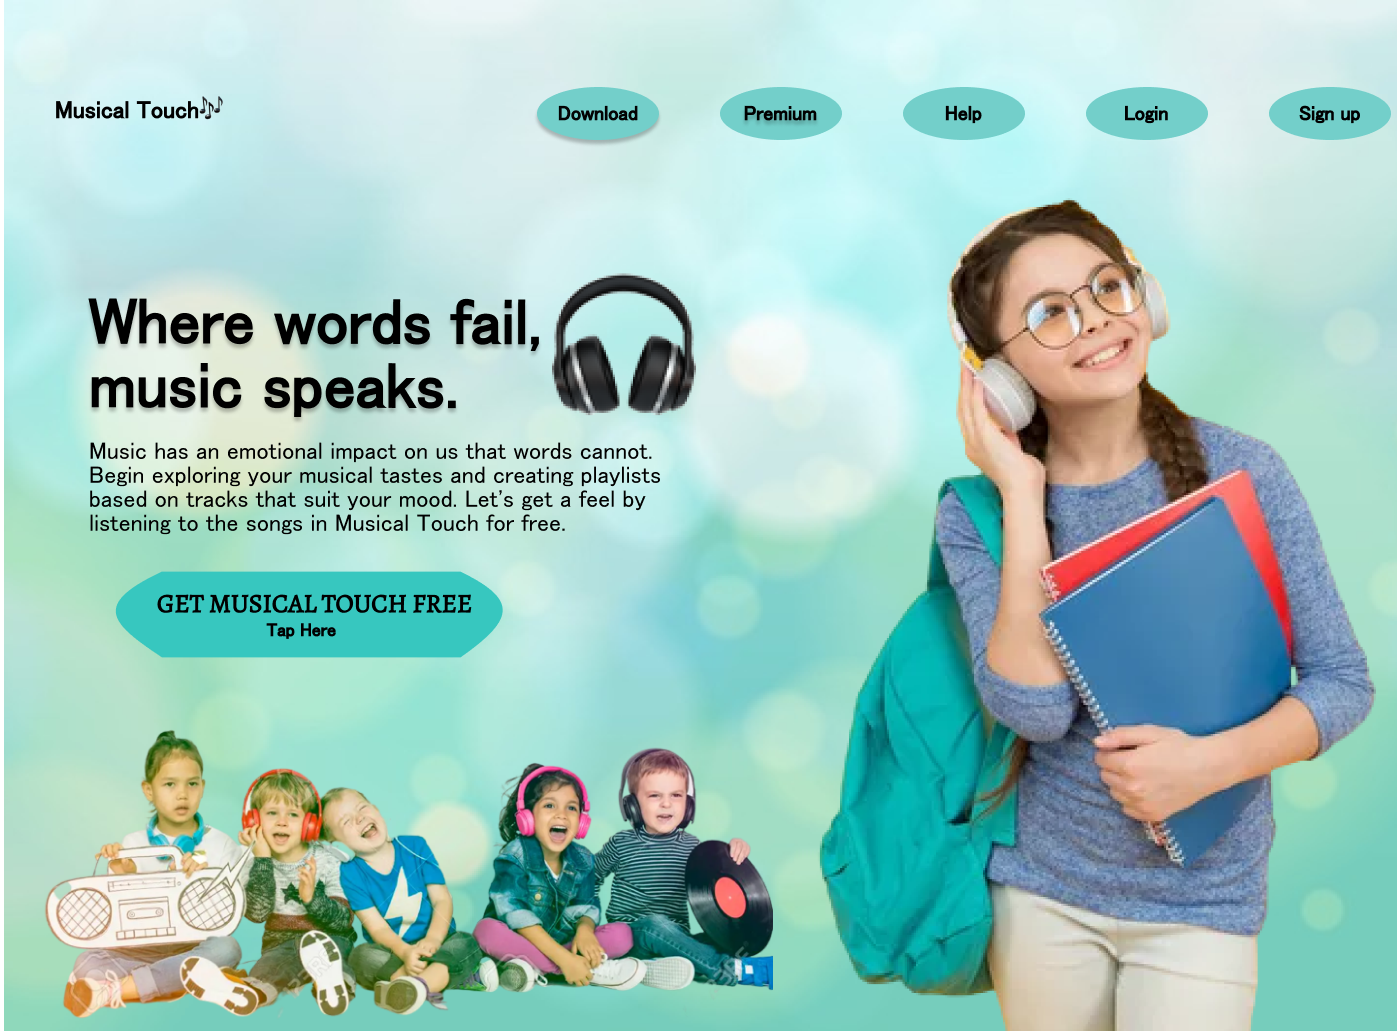 Musical Touch
Download
Premium
Help
Login
Sign up
Where words fail,
music speaks.
Music has an emotional impact on us that words cannot.
Begin exploring your musical tastes and creating playlists
based on tracks that suit your mood. Let's get a feel by
listening to the songs in Musical Touch for free.
GET MUSICAL TOUCH FREE
Tap Here